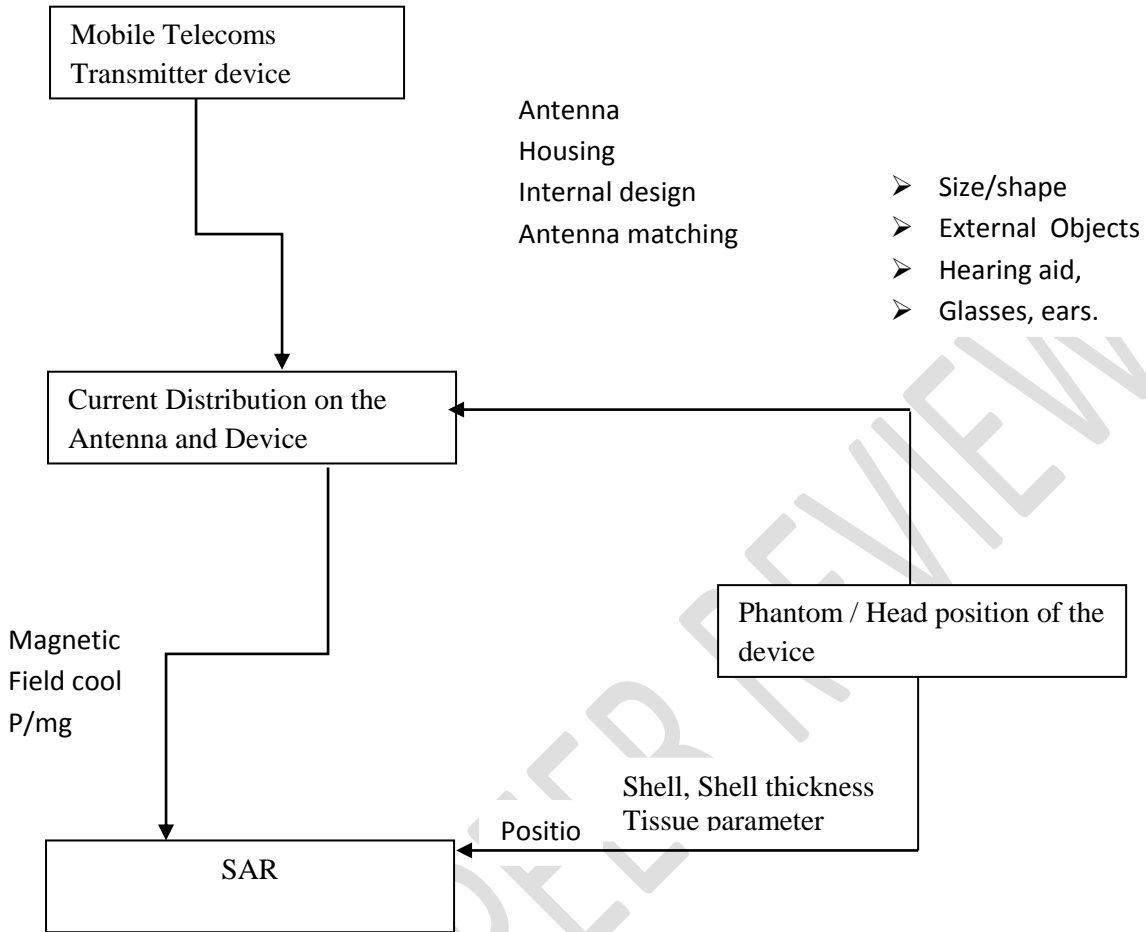 Mobile Telecoms
Transmitter device
Antenna
Housing
Internal design
Antenna matching
➢ Size/shape
➢ External Objects
➢ Hearing aid,
➢ Glasses, ears.
Current Distribution on the
Antenna and Device
Phantom / Head position of the
device
Magnetic
Field cool
P/mg
Shell, Shell thickness
Tissue parameter
Positio
SAR
PEER REVIEW